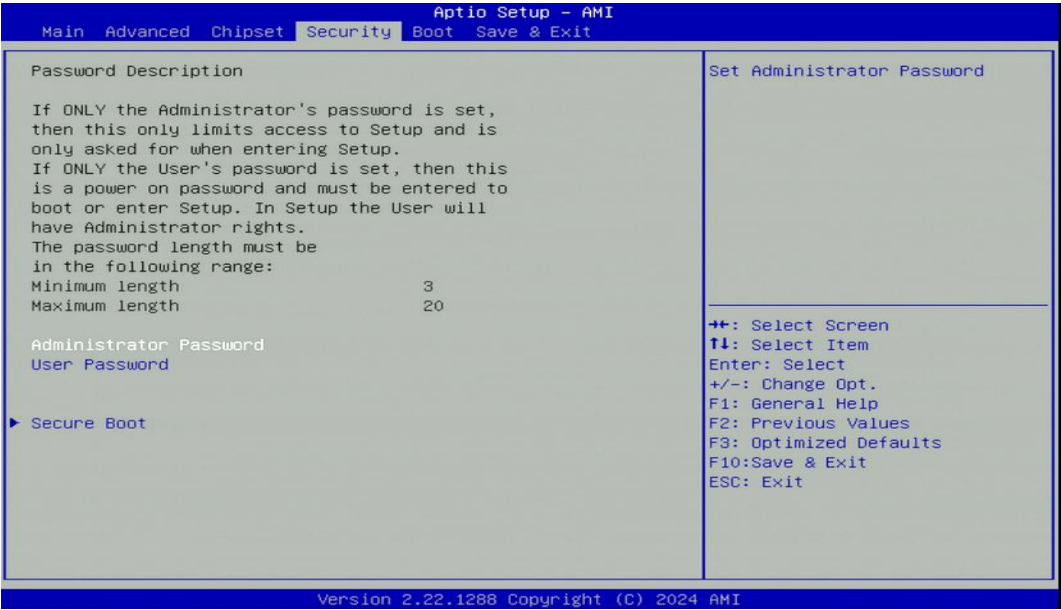 Aptio Setup – AMI
Main Advanced Chipset Security Boot Save & Exit
Password Description
If ONLY the Administrator's password is set,
then this only limits access to Setup and is
only asked for when entering Setup.
If ONLY the User's password is set, then this
is a power on password and must be entered to
boot or enter Setup. In Setup the User will
have Administrator rights.
The password length must be
in the following range:
Minimum length 3
Maximum length 20
Administrator Password
User Password
▶ Secure Boot
Set Administrator Password
→←: Select Screen
↑↓: Select Item
Enter: Select
+/-: Change Opt.
F1: General Help
F2: Previous Values
F3: Optimized Defaults
F10:Save & Exit
ESC: Exit
Version 2.22.1288 Copyright (C) 2024 AMI